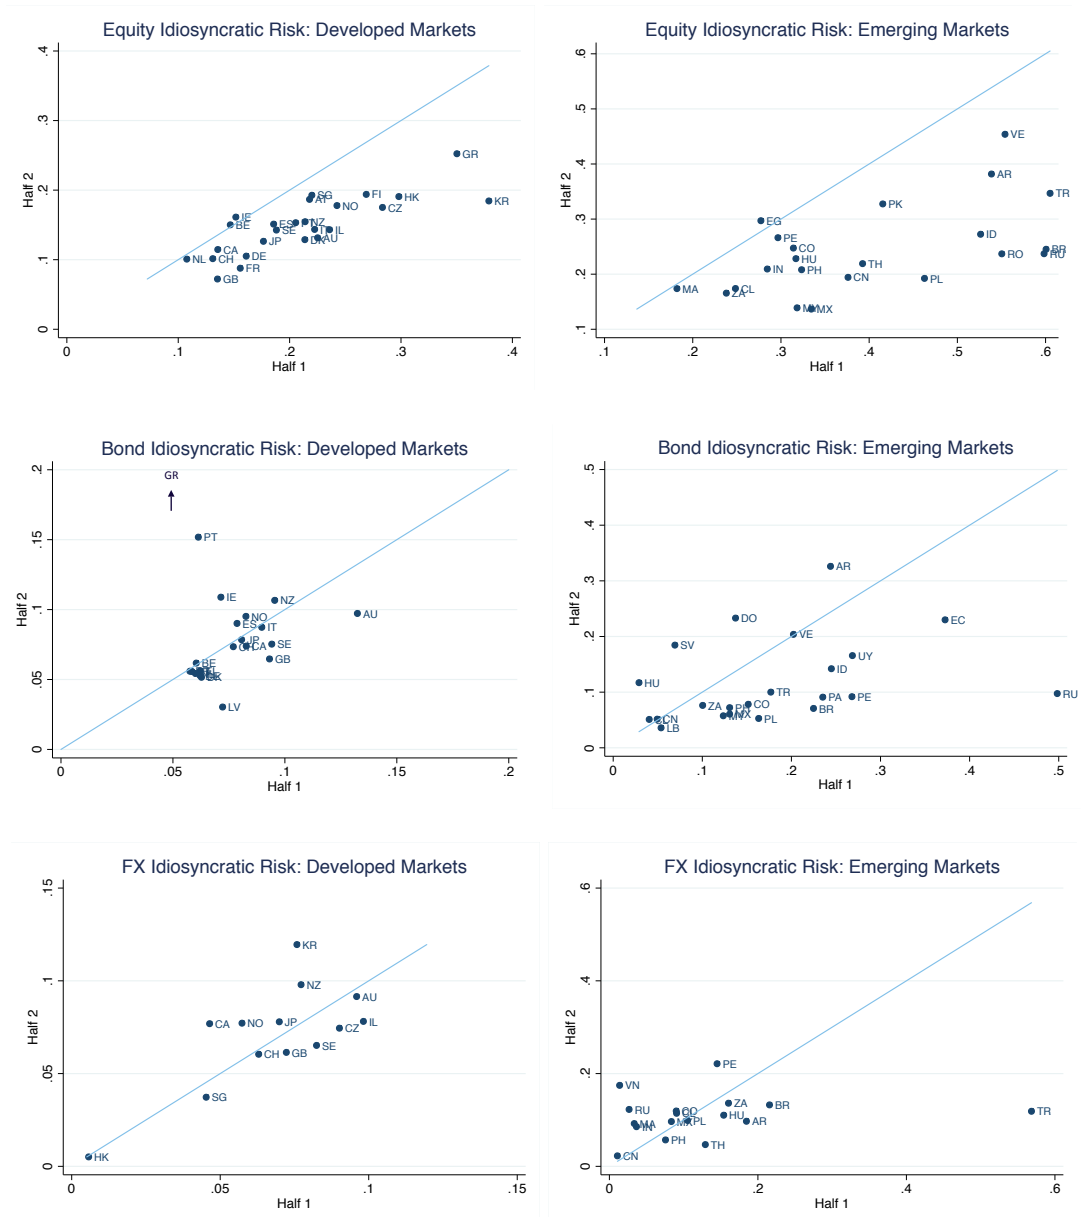 Equity Idiosyncratic Risk: Developed Markets
.4
.3
.2
.1
0
Half 2
GR
KR
HK
FI
CZ
SG
NO
NZ
IE
BE
ES
SE
IL
AU
JP
CA
NL
CH
DE
FR
GB
0
.1
.2
.3
.4
Half 1
Equity Idiosyncratic Risk: Emerging Markets
.6
.5
.4
.3
.2
.1
Half 2
VE
AR
TR
PK
EG
PE
ID
CO
HU
RO
BR
RU
IN
PH
TH
CN
PL
MA
ZA
CL
MX
.1
.2
.3
.4
.5
.6
Half 1
Bond Idiosyncratic Risk: Developed Markets
.2
.15
.1
.05
0
Half 2
GR
PT
IE
NZ
NO
AU
ES
IT
JP
CA
SE
GB
BE
LV
0
.05
.1
.15
.2
Half 1
Bond Idiosyncratic Risk: Emerging Markets
.5
.4
.3
.2
.1
0
Half 2
AR
DO
EC
VE
SV
UY
ID
HU
TR
PA
PE
RU
ZA
CO
BR
PL
CN
LB
0
.1
.2
.3
.4
.5
Half 1
FX Idiosyncratic Risk: Developed Markets
.15
.1
.05
0
Half 2
KR
NZ
AU
CA
NO
JP
IL
CZ
SE
CH
GB
SG
HK
0
.05
.1
.15
Half 1
FX Idiosyncratic Risk: Emerging Markets
.6
.4
.2
0
Half 2
PE
VN
RU
CO
ZA
BR
TR
HU
AR
PL
PH
TH
CN
0
.2
.4
.6
Half 1